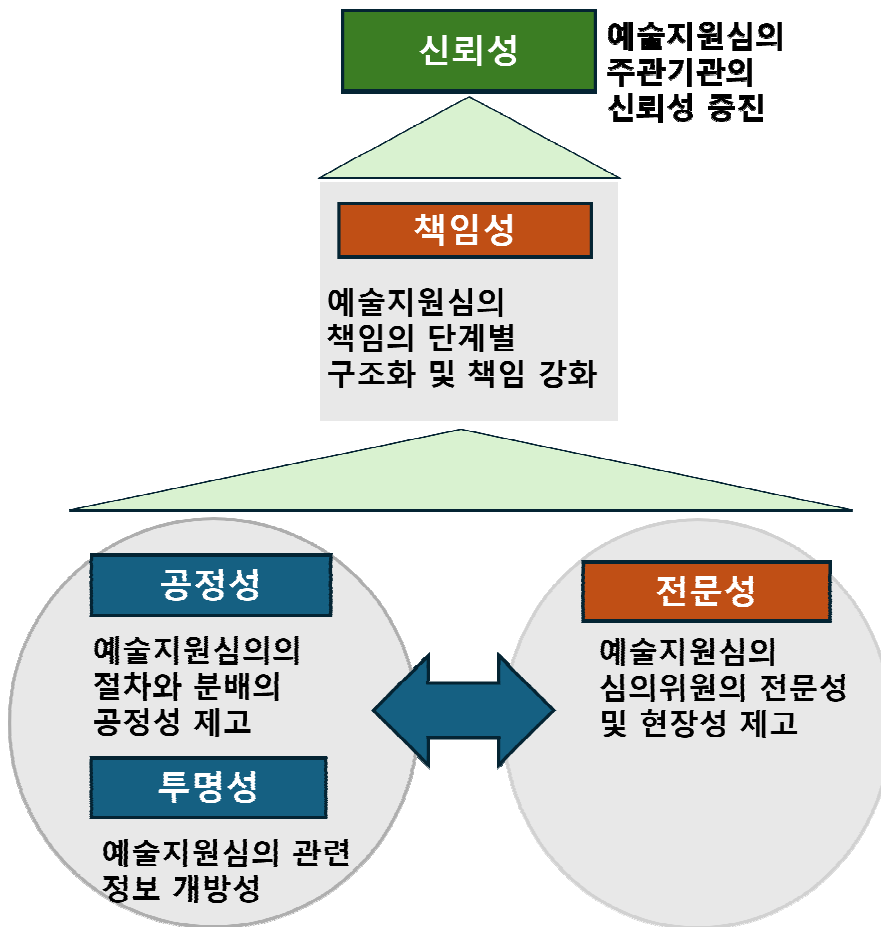 신뢰성
예술지원심의
주관기관의
신뢰성 증진
책임성
예술지원심의
책임의 단계별
구조화 및 책임 강화
공정성
예술지원심의의
절차와 분배의
공정성 제고
투명성
예술지원심의 관련
정보 개방성
전문성
예술지원심의
심의위원의 전문성
및 현장성 제고